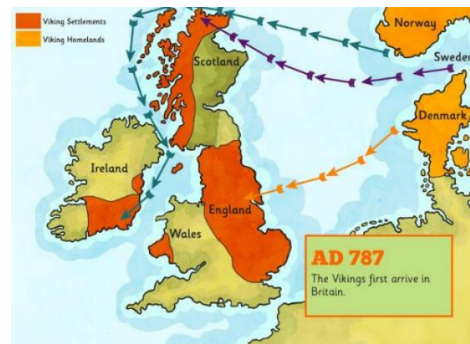 Viking Settlements
Viking Homelands
Norway
Sweden
Scotland
Denmark
Ireland
England
Wales
AD 787
The Vikings first arrive in
Britain.